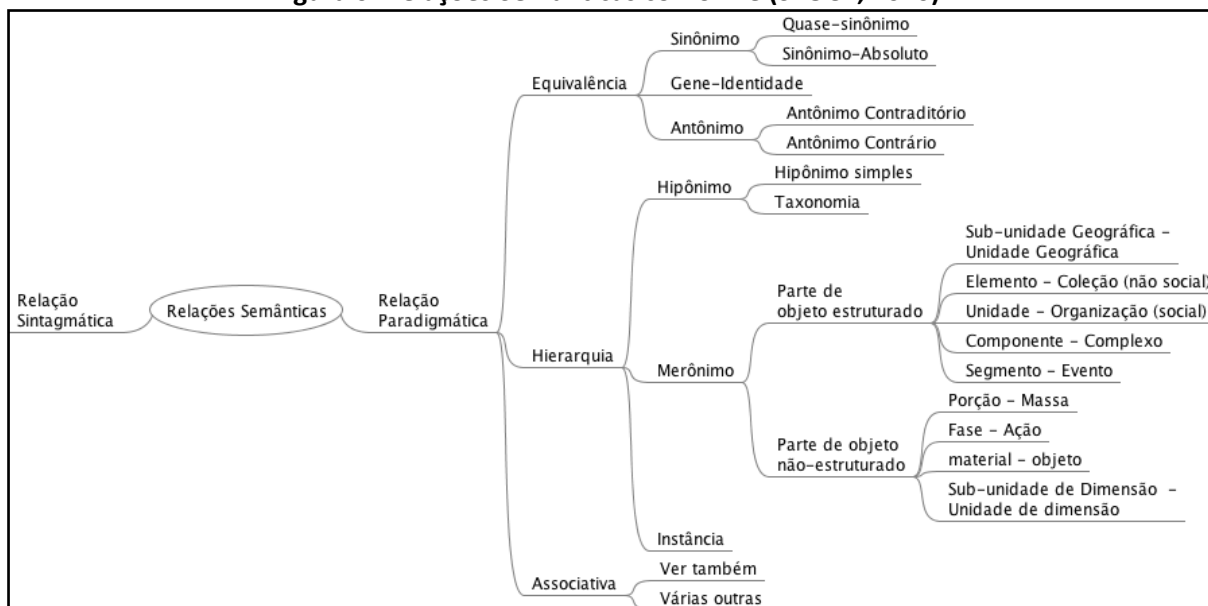 Quase-sinônimo
Sinônimo
Sinônimo-Absoluto
Equivalência
Gene-Identidade
Antônimo Contraditório
Antônimo
Antônimo Contrário
Hipônimo simples
Hipônimo
Taxonomia
Sub-unidade Geográfica -
Unidade Geográfica
Elemento - Coleção (não social)
Parte de
objeto estruturado
Unidade - Organização (social)
Relação
Sintagmática
Relações Semânticas
Relação
Paradigmática
Componente - Complexo
Hierarquia
Merônimo
Segmento - Evento
Porção - Massa
Fase - Ação
Parte de objeto
não-estruturado
material - objeto
Sub-unidade de Dimensão -
Unidade de dimensão
Instância
Ver também
Associativa
Várias outras